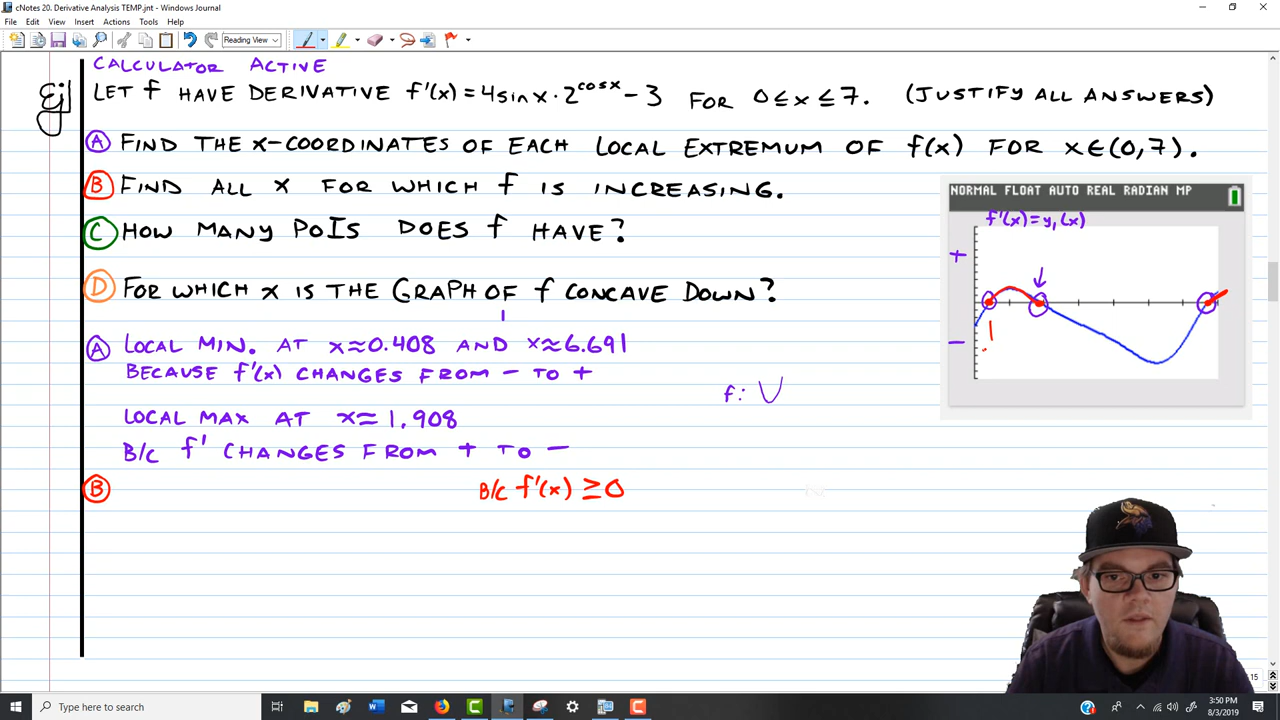 cNotes 20. Derivative Analysis TEMP.jnt - Windows Journal
File Edit View Insert Actions Tools Help
Reading View
CALCULATOR ACTIVE
Ej LET f HAVE DERIVATIVE f'(x) = 4sinx · 2^cosx − 3 FOR 0 ≤ x ≤ 7. (JUSTIFY ALL ANSWERS)
A FIND THE x-COORDINATES OF EACH LOCAL EXTREMUM OF f(x) FOR x∈(0,7).
B FIND ALL x FOR WHICH f IS INCREASING.
C HOW MANY POIS DOES f HAVE?
D FOR WHICH x IS THE GRAPH OF f CONCAVE DOWN?
NORMAL FLOAT AUTO REAL RADIAN MP
f'(x) = y₁(x)
+
−
A LOCAL MIN. AT x≈0.408 AND x≈6.691
BECAUSE f'(x) CHANGES FROM − TO +
f: ∪
LOCAL MAX AT x≈ 1.908
B/C f' CHANGES FROM + TO −
B B/C f'(x) ≥ 0
15
Type here to search
3:50 PM
8/3/2019